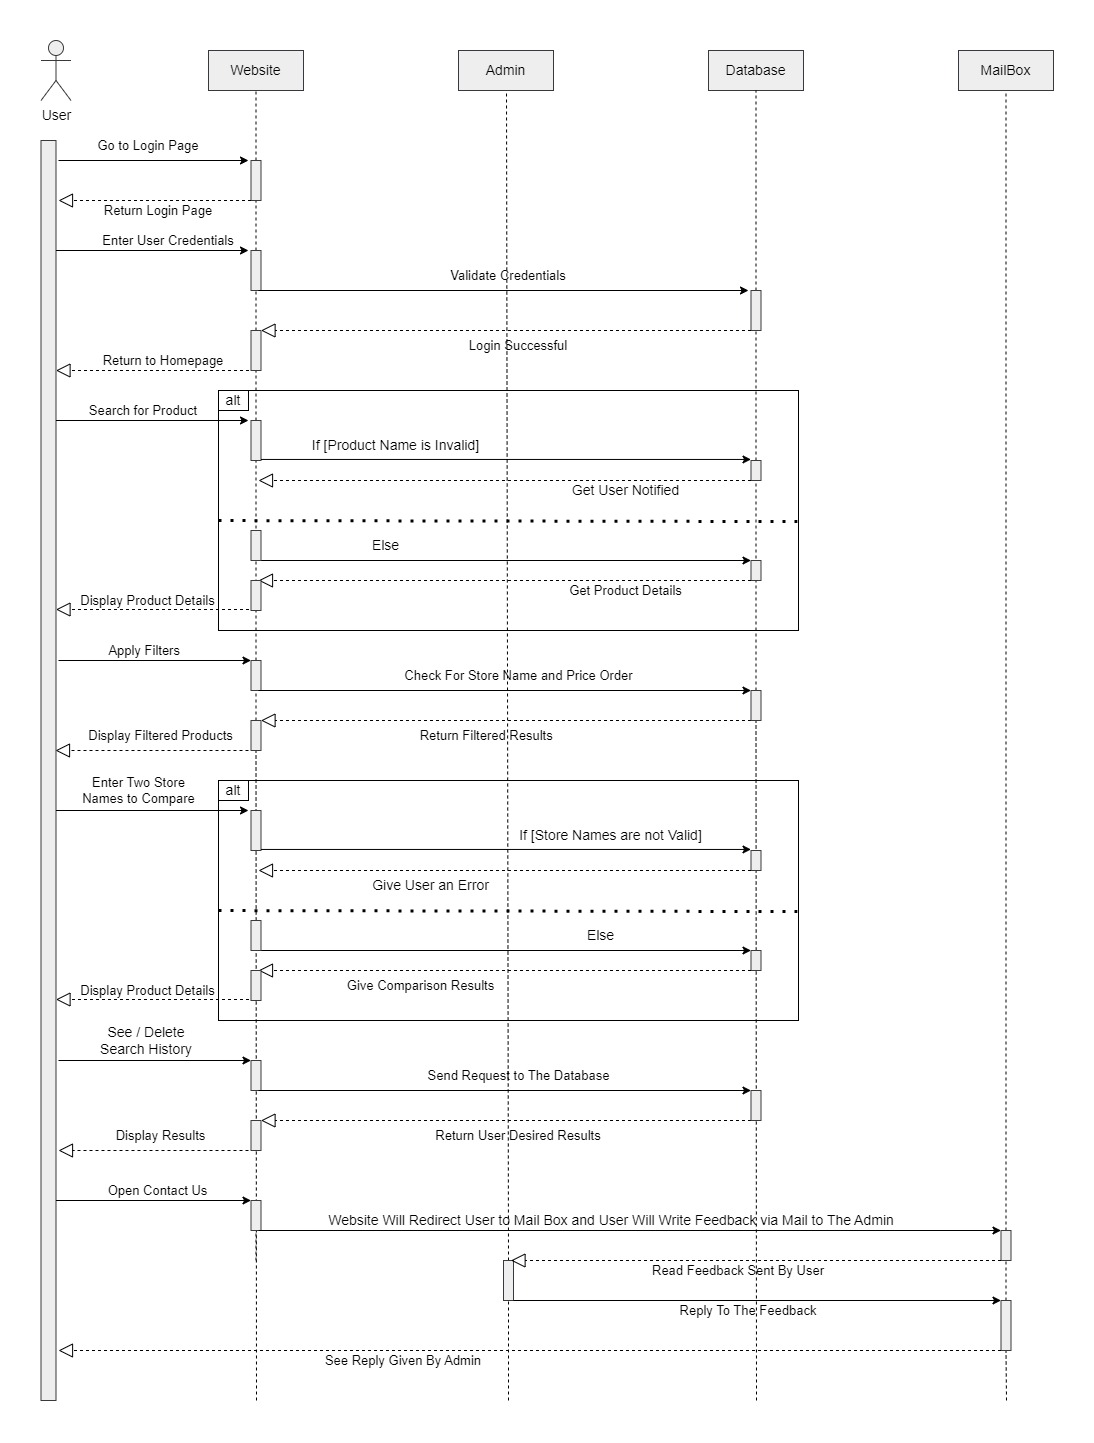 User
Website
Admin
Database
MailBox
Go to Login Page
Return Login Page
Enter User Credentials
Validate Credentials
Login Successful
Return to Homepage
alt
Search for Product
If [Product Name is Invalid]
Get User Notified
Else
Get Product Details
Display Product Details
Apply Filters
Check For Store Name and Price Order
Return Filtered Results
Display Filtered Products
Enter Two Store
Names to Compare
alt
If [Store Names are not Valid]
Give User an Error
Else
Give Comparison Results
Display Product Details
See / Delete
Search History
Send Request to The Database
Return User Desired Results
Display Results
Open Contact Us
Website Will Redirect User to Mail Box and User Will Write Feedback via Mail to The Admin
Read Feedback Sent By User
Reply To The Feedback
See Reply Given By Admin